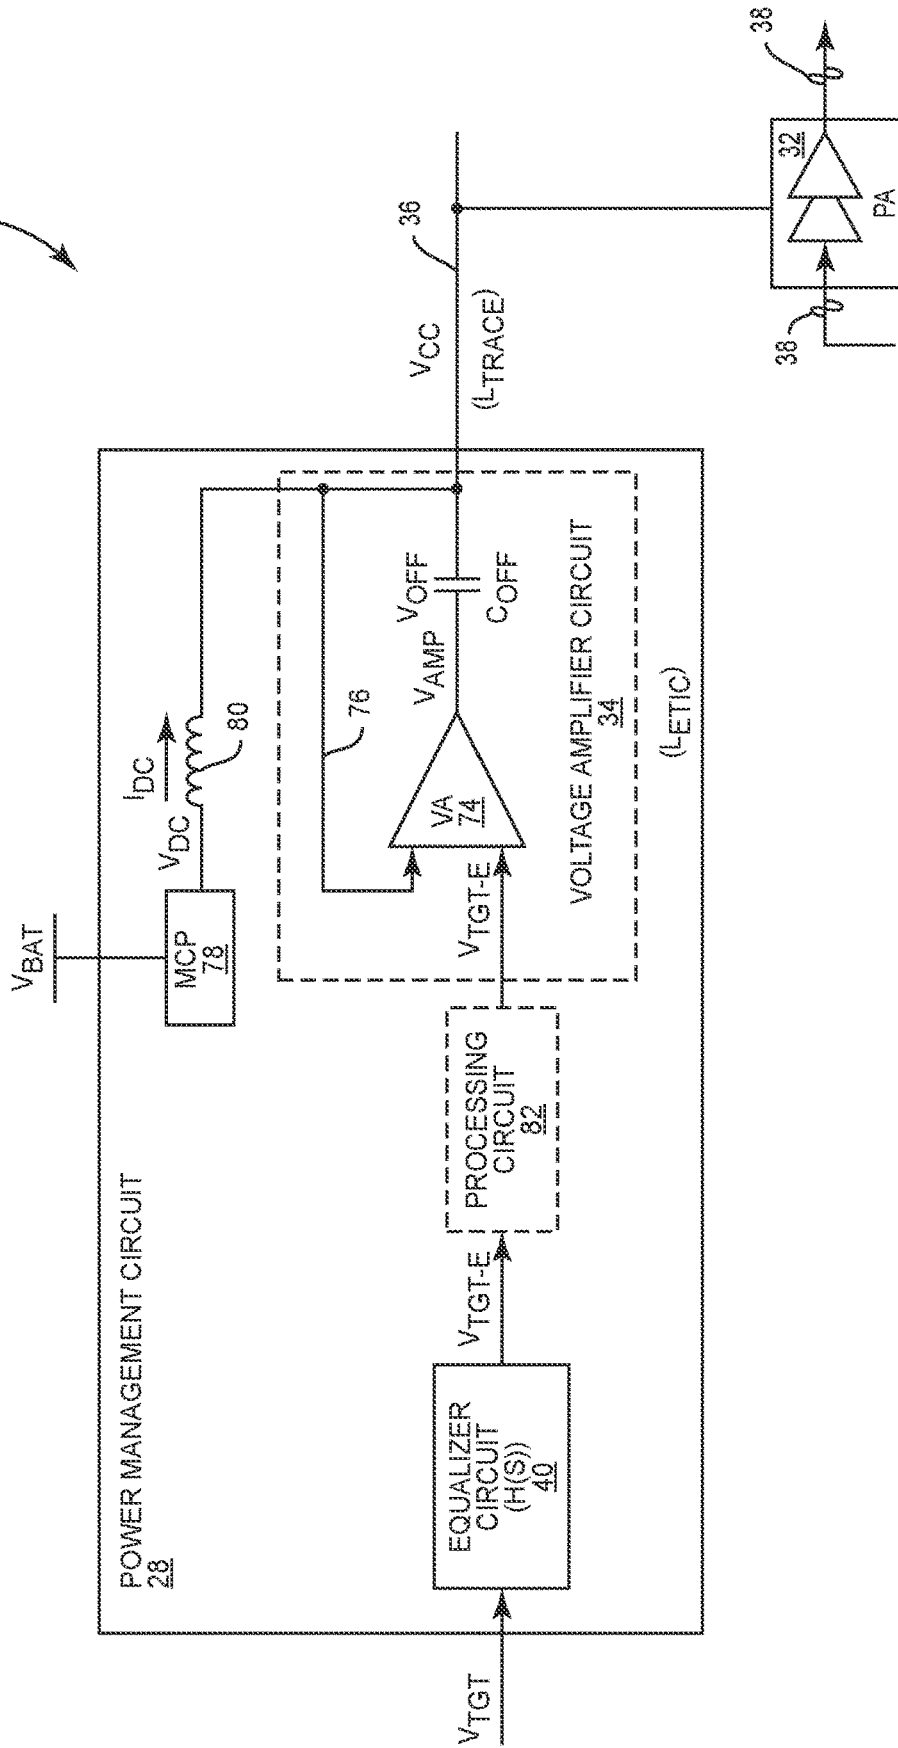 POWER MANAGEMENT CIRCUIT
28
VBAT
MCP
78
VDC
IDC
80
76
VTGT
EQUALIZER
CIRCUIT
(H(S))
40
VTGT-E
PROCESSING
CIRCUIT
82
VTGT-E
VA
74
VAMP
VOFF
COFF
VOLTAGE AMPLIFIER CIRCUIT
34
(LETIC)
VCC
36
(LTRACE)
38
32
PA
38